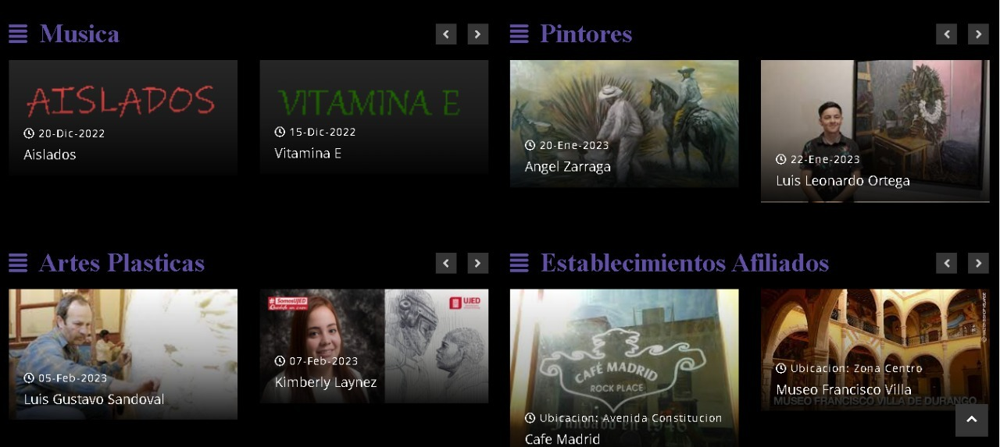 Musica
AISLADOS
20-Dic-2022
Aislados
VITAMINA E
15-Dic-2022
Vitamina E
Pintores
20-Ene-2023
Angel Zarraga
22-Ene-2023
Luis Leonardo Ortega
Artes Plasticas
05-Feb-2023
Luis Gustavo Sandoval
# SomosUJED
UJED
07-Feb-2023
Kimberly Laynez
Establecimientos Afiliados
CAFÉ MADRID
ROCK PLACE
Fundado en 1946
Ubicacion: Avenida Constitucion
Cafe Madrid
Ubicacion: Zona Centro
Museo Francisco Villa
MUSEO FRANCISCO VILLA DE DURANGO